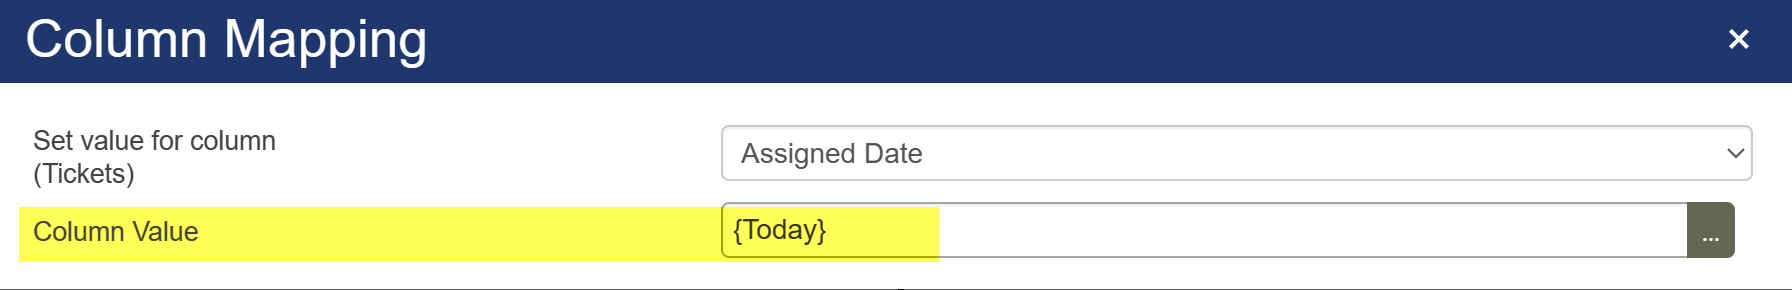 Column Mapping
×
Set value for column
(Tickets)
Assigned Date
Column Value
{Today}
...